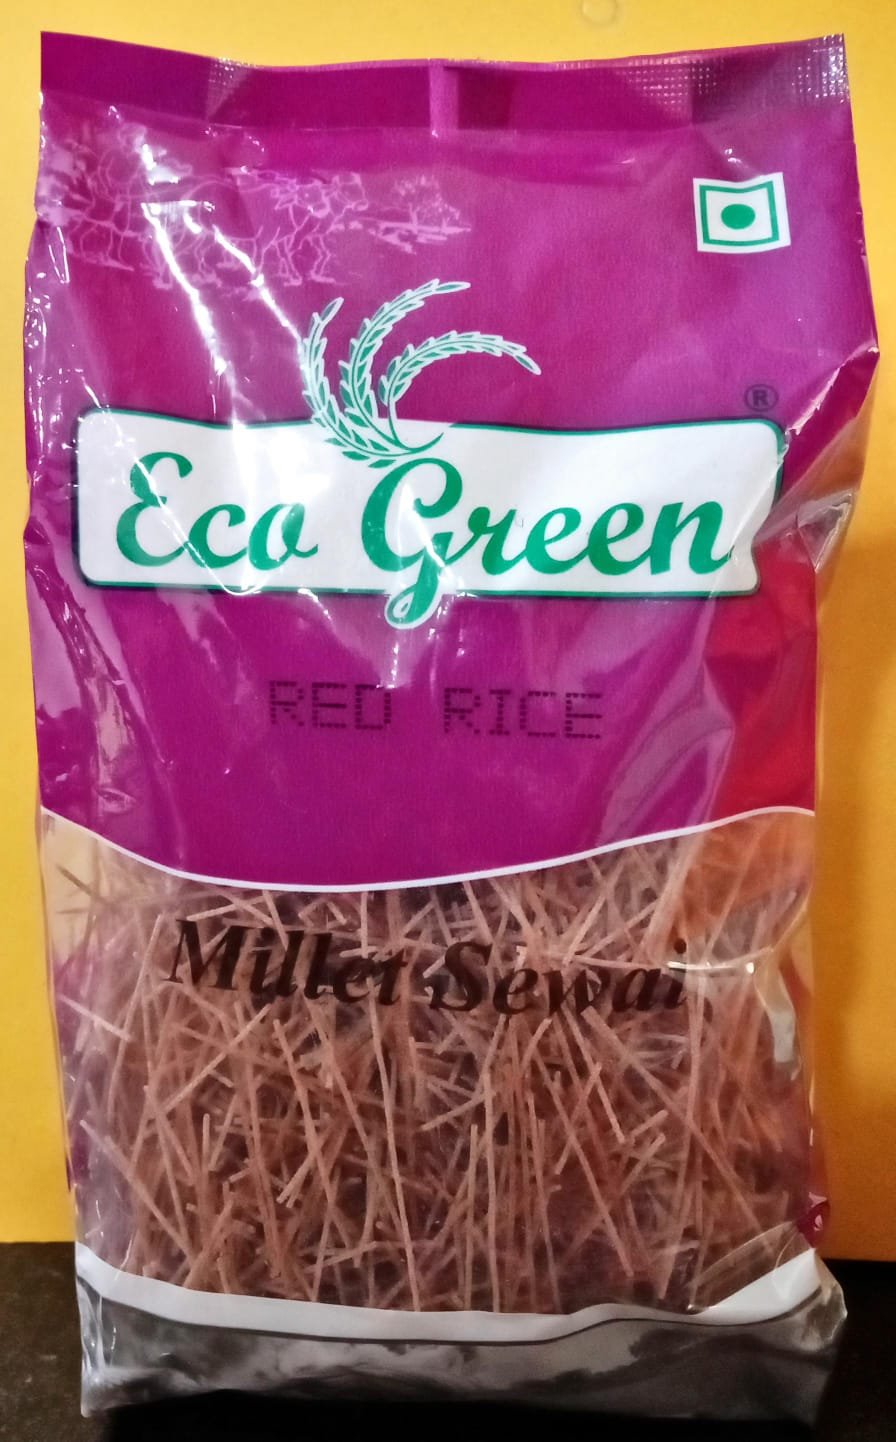 ®
Eco Green
RED RICE
Millet Sewai